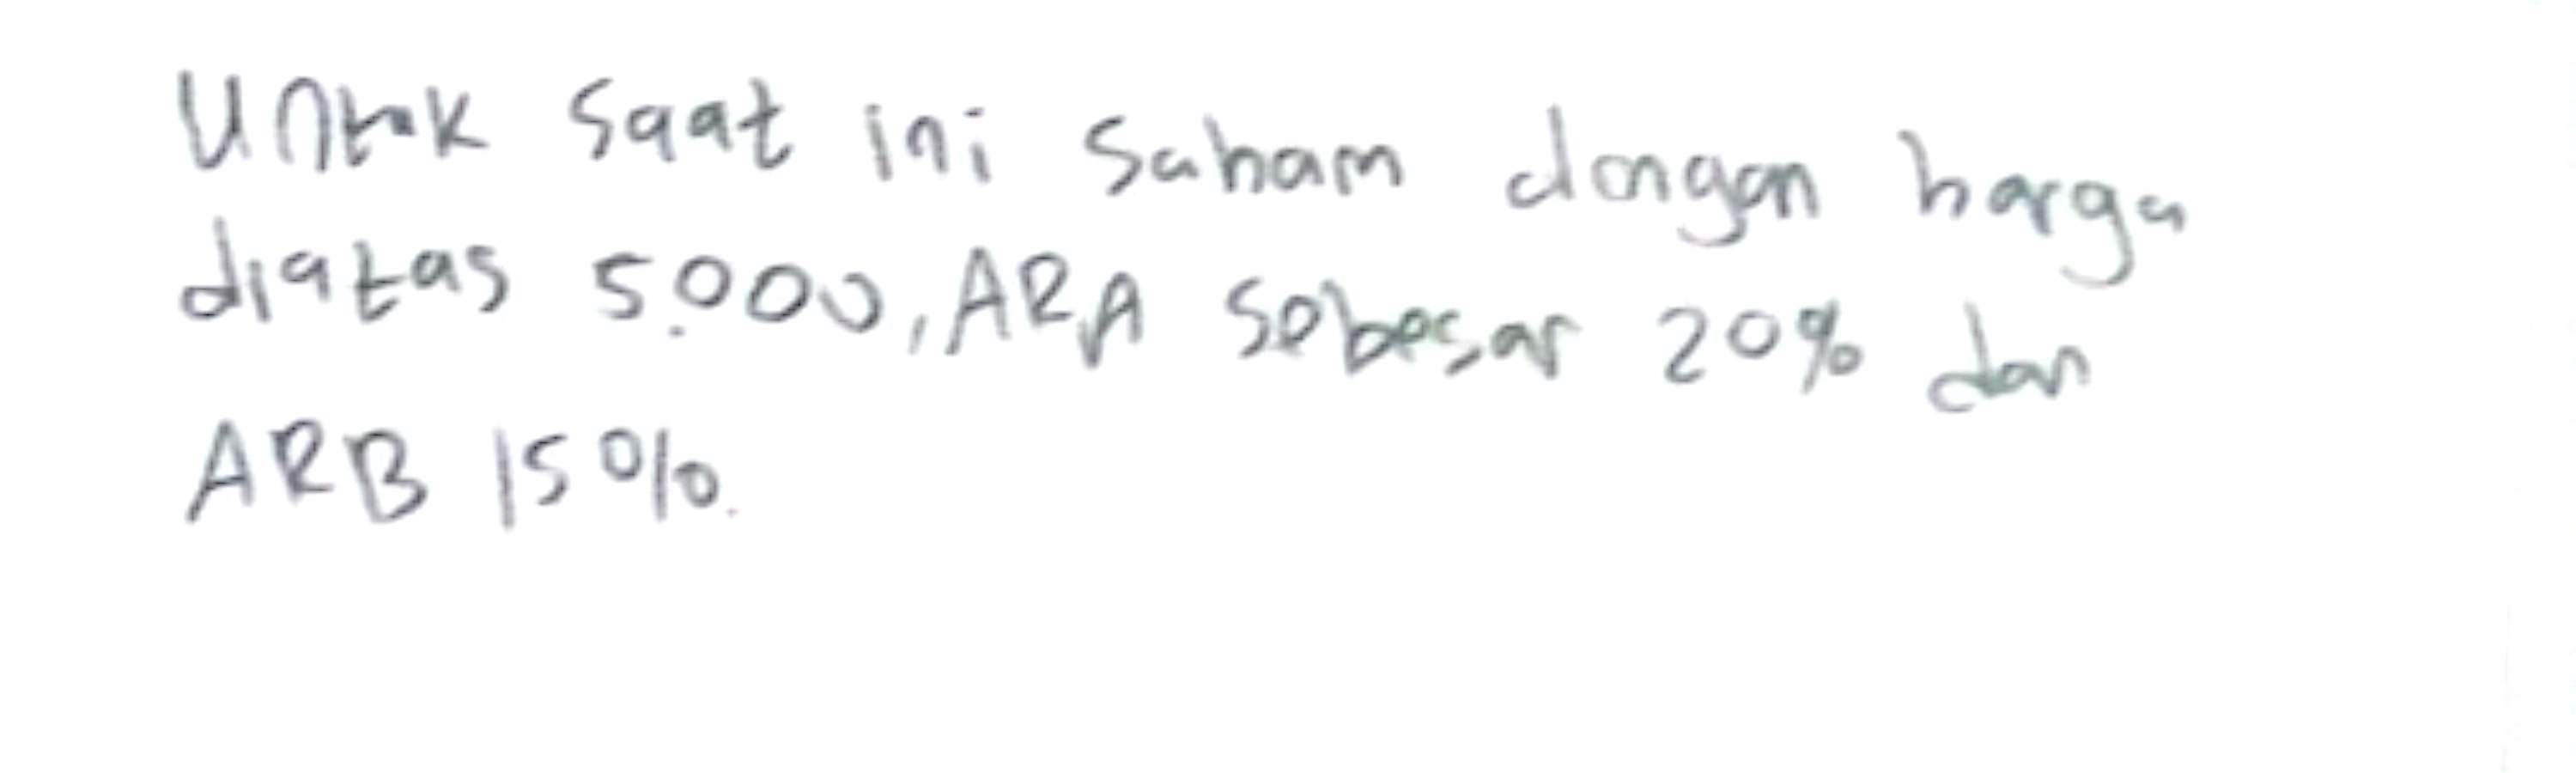 Untuk saat ini saham dengan harga
diatas 5.000, ARA sebesar 20% dan
ARB 15%.